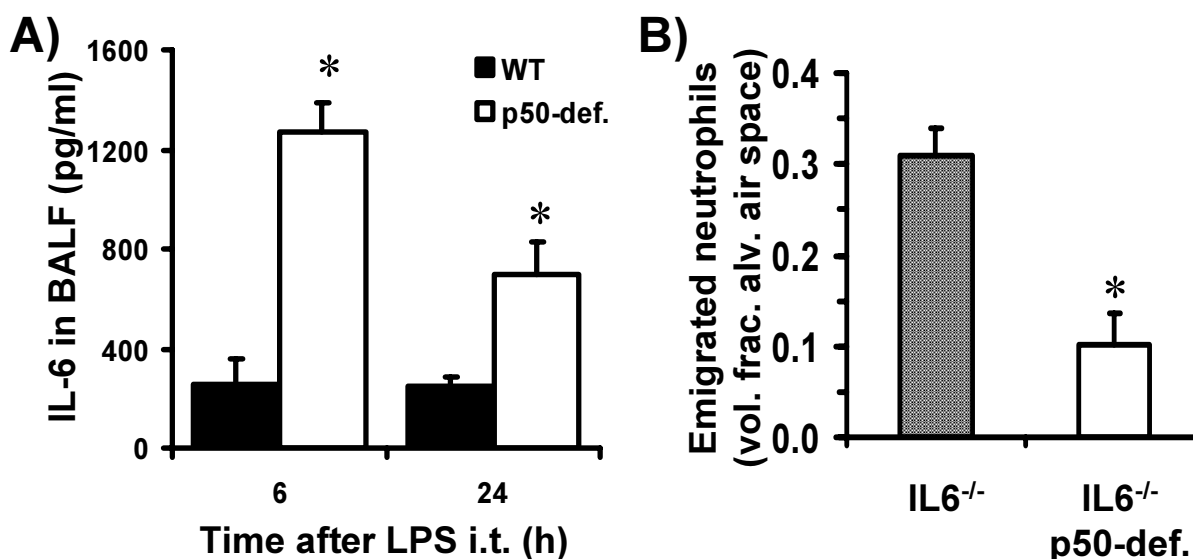 A)
IL-6 in BALF (pg/ml)
1600
1200
800
400
0
*
*
WT
p50-def.
6
24
Time after LPS i.t. (h)
B)
Emigrated neutrophils
(vol. frac. alv. air space)
0.4
0.3
0.2
0.1
0.0
*
IL6-/-
IL6-/-
p50-def.